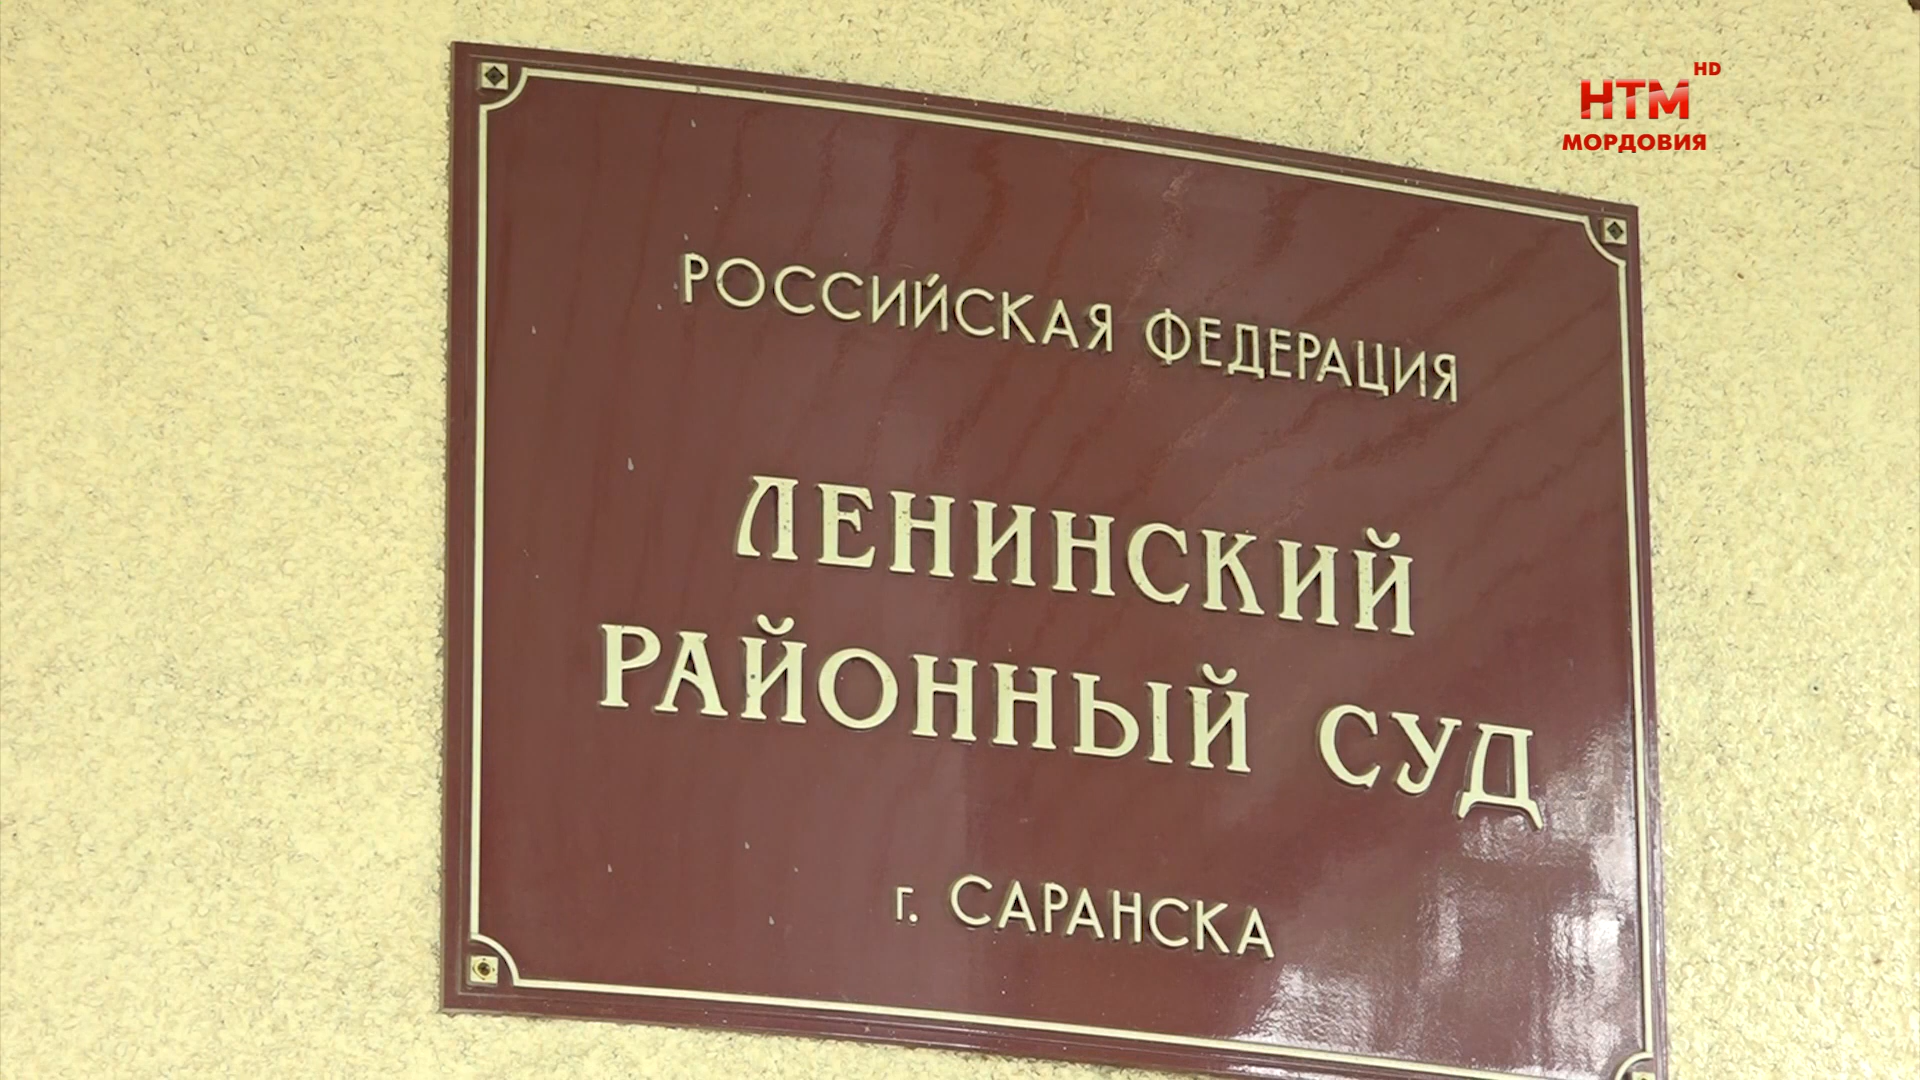 HD
НТМ
МОРДОВИЯ
РОССИЙСКАЯ ФЕДЕРАЦИЯ
ЛЕНИНСКИЙ
РАЙОННЫЙ СУД
г. САРАНСКА